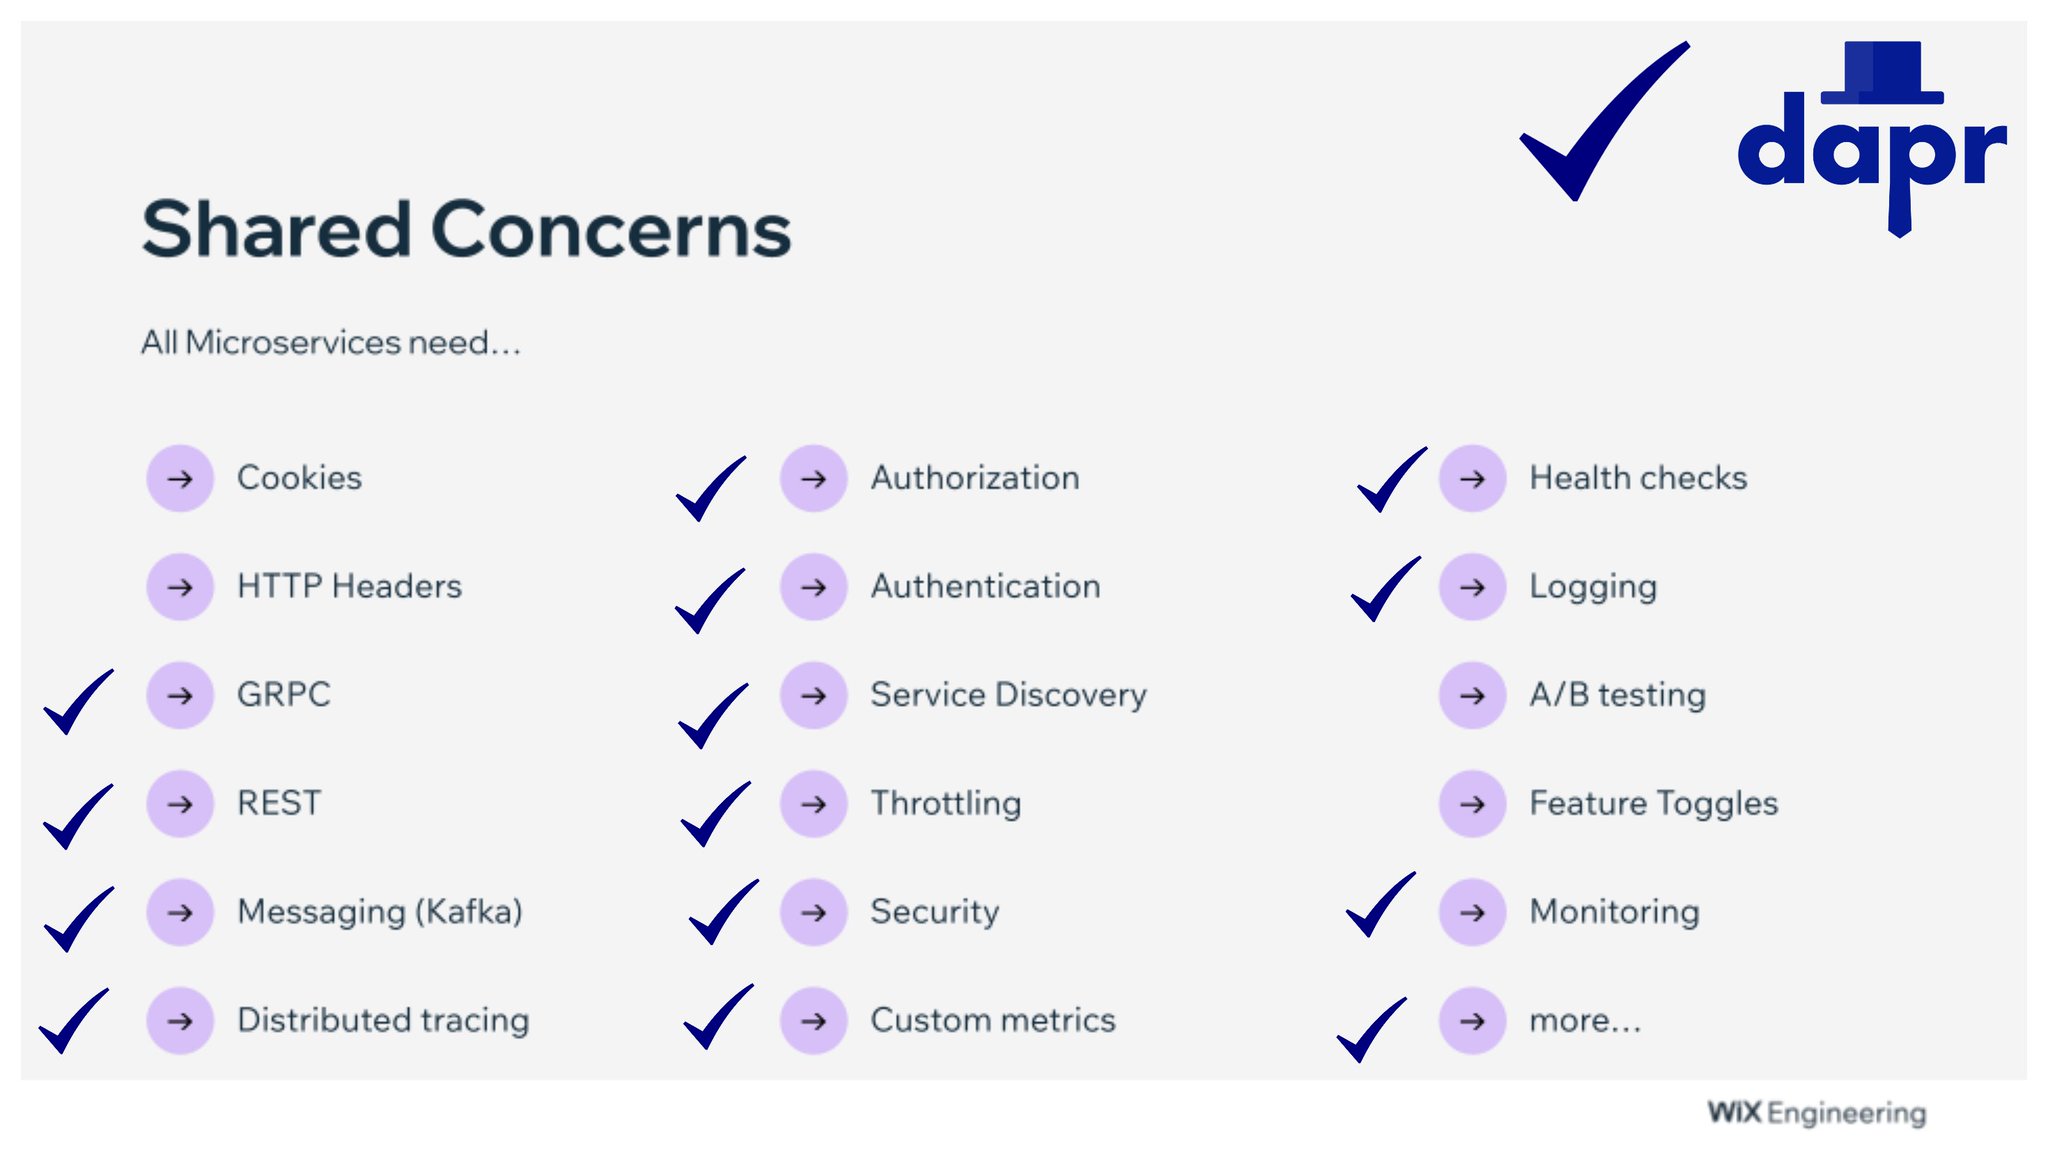 dapr
Shared Concerns
All Microservices need...
Cookies
HTTP Headers
GRPC
REST
Messaging (Kafka)
Distributed tracing
Authorization
Authentication
Service Discovery
Throttling
Security
Custom metrics
Health checks
Logging
A/B testing
Feature Toggles
Monitoring
more...
WiX Engineering